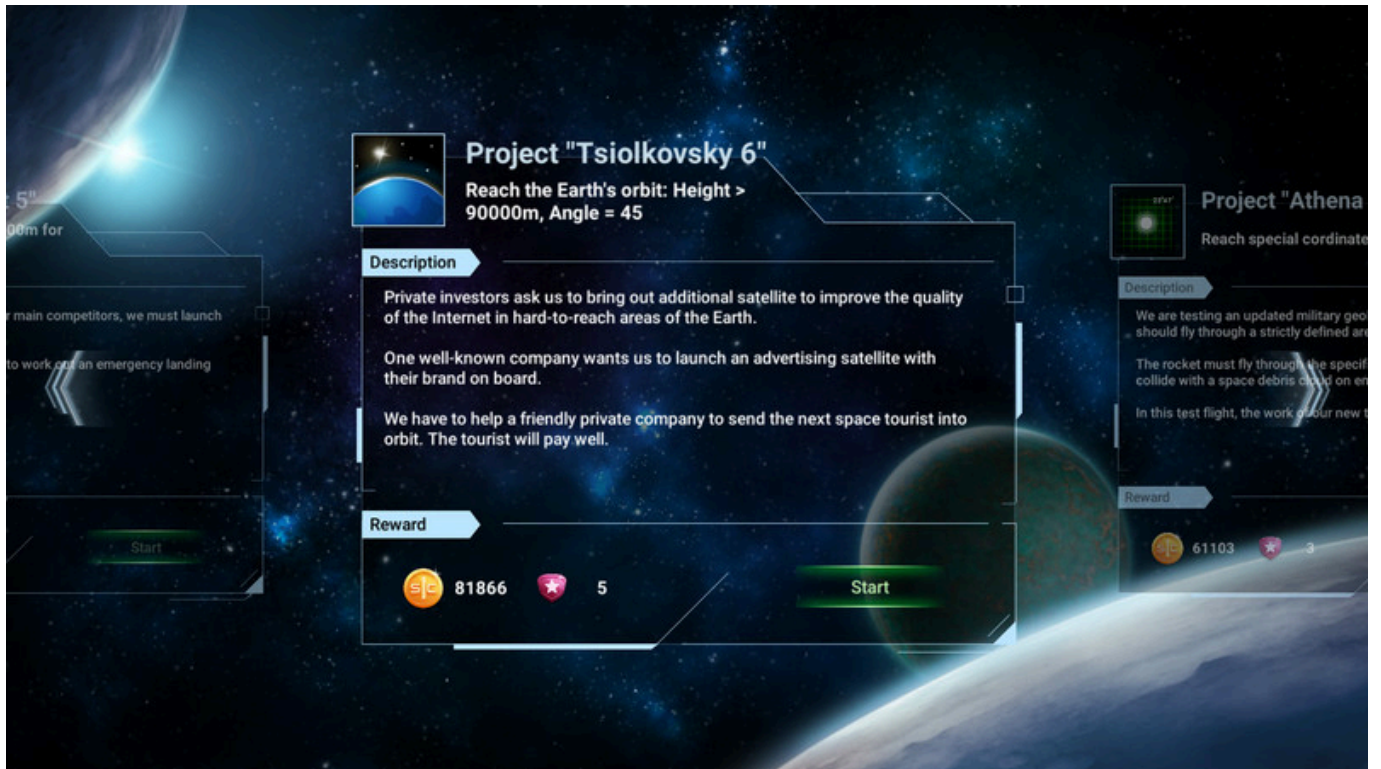 5"
00m for
r main competitors, we must launch
to work out an emergency landing
Start
Project "Tsiolkovsky 6"
Reach the Earth's orbit: Height >
90000m, Angle = 45
Description
Private investors ask us to bring out additional satellite to improve the quality
of the Internet in hard-to-reach areas of the Earth.
One well-known company wants us to launch an advertising satellite with
their brand on board.
We have to help a friendly private company to send the next space tourist into
orbit. The tourist will pay well.
Reward
81866 5
Start
Project "Athena
Reach special cordinate
Description
We are testing an updated military geol
should fly through a strictly defined are
The rocket must fly through the specifi
collide with a space debris cloud on en
In this test flight, the work of our new t
Reward
61103 3